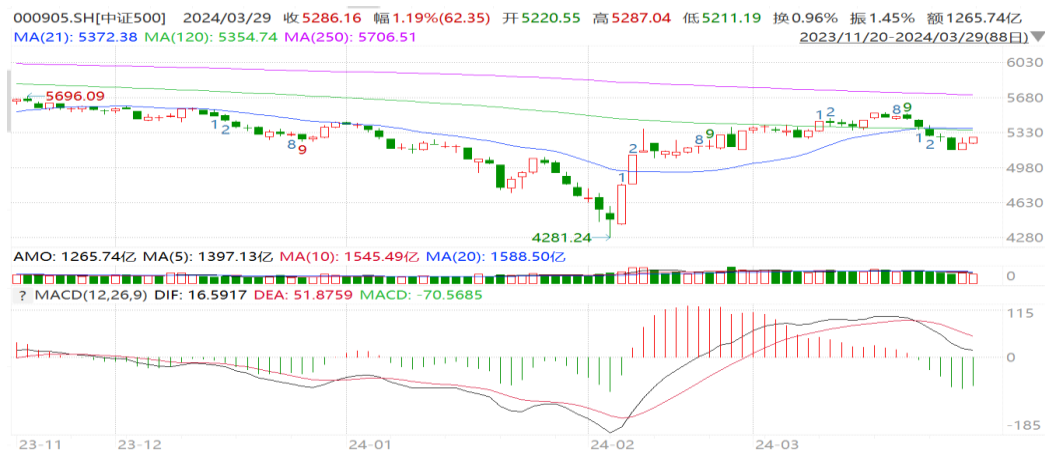 000905.SH[中证500] 2024/03/29 收5286.16 幅1.19%(62.35) 开5220.55 高5287.04 低5211.19 换0.96% 振1.45% 额1265.74亿
MA(21): 5372.38 MA(120): 5354.74 MA(250): 5706.51 2023/11/20-2024/03/29(88日)
6030
5696.09 5680
1 2 8 9 1 2 8 9 1 2 8 9 1 2 5330
4980
1 2 4630
4281.24 4280
AMO: 1265.74亿 MA(5): 1397.13亿 MA(10): 1545.49亿 MA(20): 1588.50亿
0
? MACD(12,26,9) DIF: 16.5917 DEA: 51.8759 MACD: -70.5685
115
0
-185
23-11 23-12 24-01 24-02 24-03